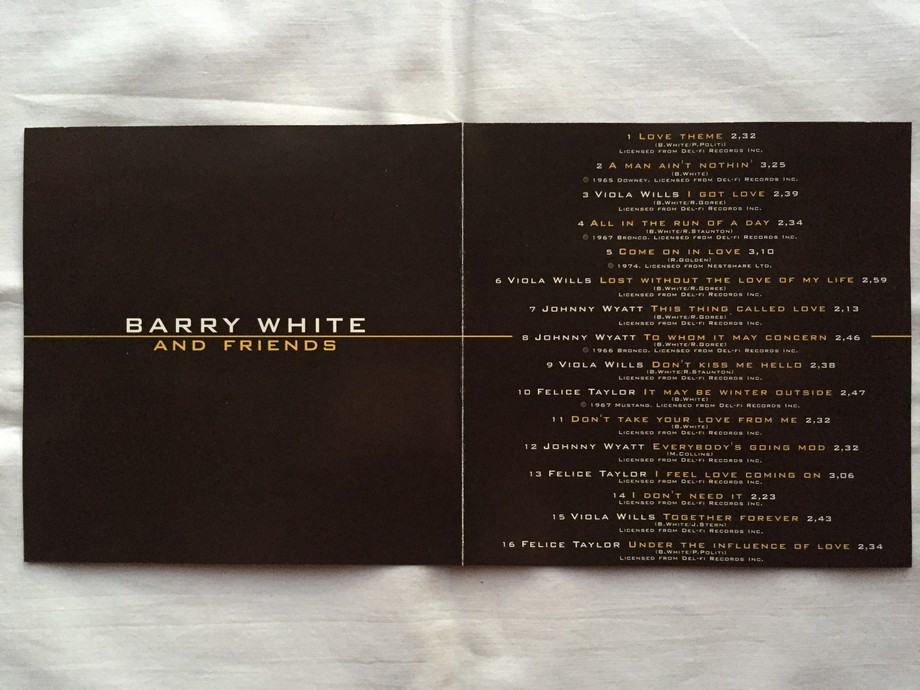 BARRY WHITE
AND FRIENDS
1 LOVE THEME 2,32
(B.WHITE/P.POLITI)
LICENSED FROM DEL-FI RECORDS INC.
2 A MAN AIN'T NOTHIN' 3,25
(B.WHITE)
℗ 1965 DOWNEY. LICENSED FROM DEL-FI RECORDS INC.
3 VIOLA WILLS I GOT LOVE 2,39
(B.WHITE/R.GOREE)
LICENSED FROM DEL-FI RECORDS INC.
4 ALL IN THE RUN OF A DAY 2,34
(B.WHITE/R.STAUNTON)
℗ 1967 BRONCO. LICENSED FROM DEL-FI RECORDS INC.
5 COME ON IN LOVE 3,10
(R.GOLDEN)
℗ 1974. LICENSED FROM NESTSHARE LTD.
6 VIOLA WILLS LOST WITHOUT THE LOVE OF MY LIFE 2,59
(B.WHITE/R.GOREE)
LICENSED FROM DEL-FI RECORDS INC.
7 JOHNNY WYATT THIS THING CALLED LOVE 2,13
(B.WHITE/R.GOREE)
LICENSED FROM DEL-FI RECORDS INC.
8 JOHNNY WYATT TO WHOM IT MAY CONCERN 2,46
(B.WHITE/R.GOREE)
℗ 1966 BRONCO. LICENSED FROM DEL-FI RECORDS INC.
9 VIOLA WILLS DON'T KISS ME HELLO 2,38
(B.WHITE/R.STAUNTON)
LICENSED FROM DEL-FI RECORDS INC.
10 FELICE TAYLOR IT MAY BE WINTER OUTSIDE 2,47
(B.WHITE)
℗ 1967 MUSTANG. LICENSED FROM DEL-FI RECORDS INC.
11 DON'T TAKE YOUR LOVE FROM ME 2,32
(B.WHITE)
LICENSED FROM DEL-FI RECORDS INC.
12 JOHNNY WYATT EVERYBODY'S GOING MOD 2,32
(M.COLLINS)
LICENSED FROM DEL-FI RECORDS INC.
13 FELICE TAYLOR I FEEL LOVE COMING ON 3,06
LICENSED FROM DEL-FI RECORDS INC.
14 I DON'T NEED IT 2,23
LICENSED FROM DEL-FI RECORDS INC.
15 VIOLA WILLS TOGETHER FOREVER 2,43
(B.WHITE/J.STERN)
LICENSED FROM DEL-FI RECORDS INC.
16 FELICE TAYLOR UNDER THE INFLUENCE OF LOVE 2,34
(B.WHITE/P.POLITI)
LICENSED FROM DEL-FI RECORDS INC.